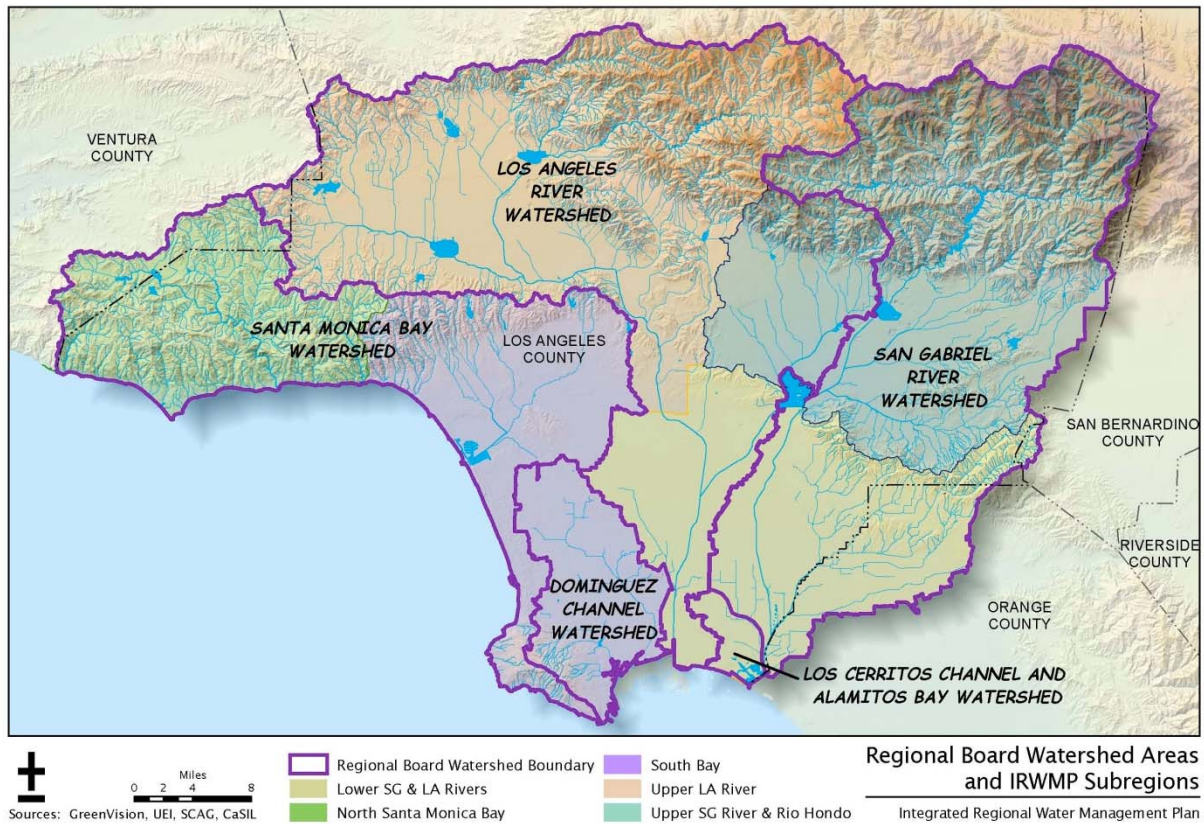 VENTURA
COUNTY
LOS ANGELES
RIVER
WATERSHED
SANTA MONICA BAY
WATERSHED
LOS ANGELES
COUNTY
SAN GABRIEL
RIVER
WATERSHED
SAN BERNARDINO
COUNTY
RIVERSIDE
COUNTY
DOMINGUEZ
CHANNEL
WATERSHED
ORANGE
COUNTY
LOS CERRITOS CHANNEL AND
ALAMITOS BAY WATERSHED
Miles
0 2 4 8
Sources: GreenVision, UEI, SCAG, CaSIL
Regional Board Watershed Boundary
Lower SG & LA Rivers
North Santa Monica Bay
South Bay
Upper LA River
Upper SG River & Rio Hondo
Regional Board Watershed Areas
and IRWMP Subregions
Integrated Regional Water Management Plan